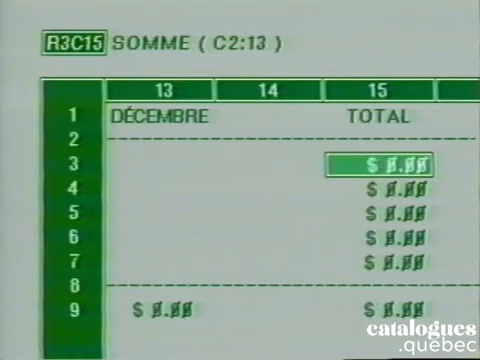 R3C15 SOMME ( C2:13 )
13 14 15
1 DÉCEMBRE TOTAL
2
3 $ 0.00
4 $ 0.00
5 $ 0.00
6 $ 0.00
7 $ 0.00
8
9 $ 0.00 $ 0.00
catalogues
.québec